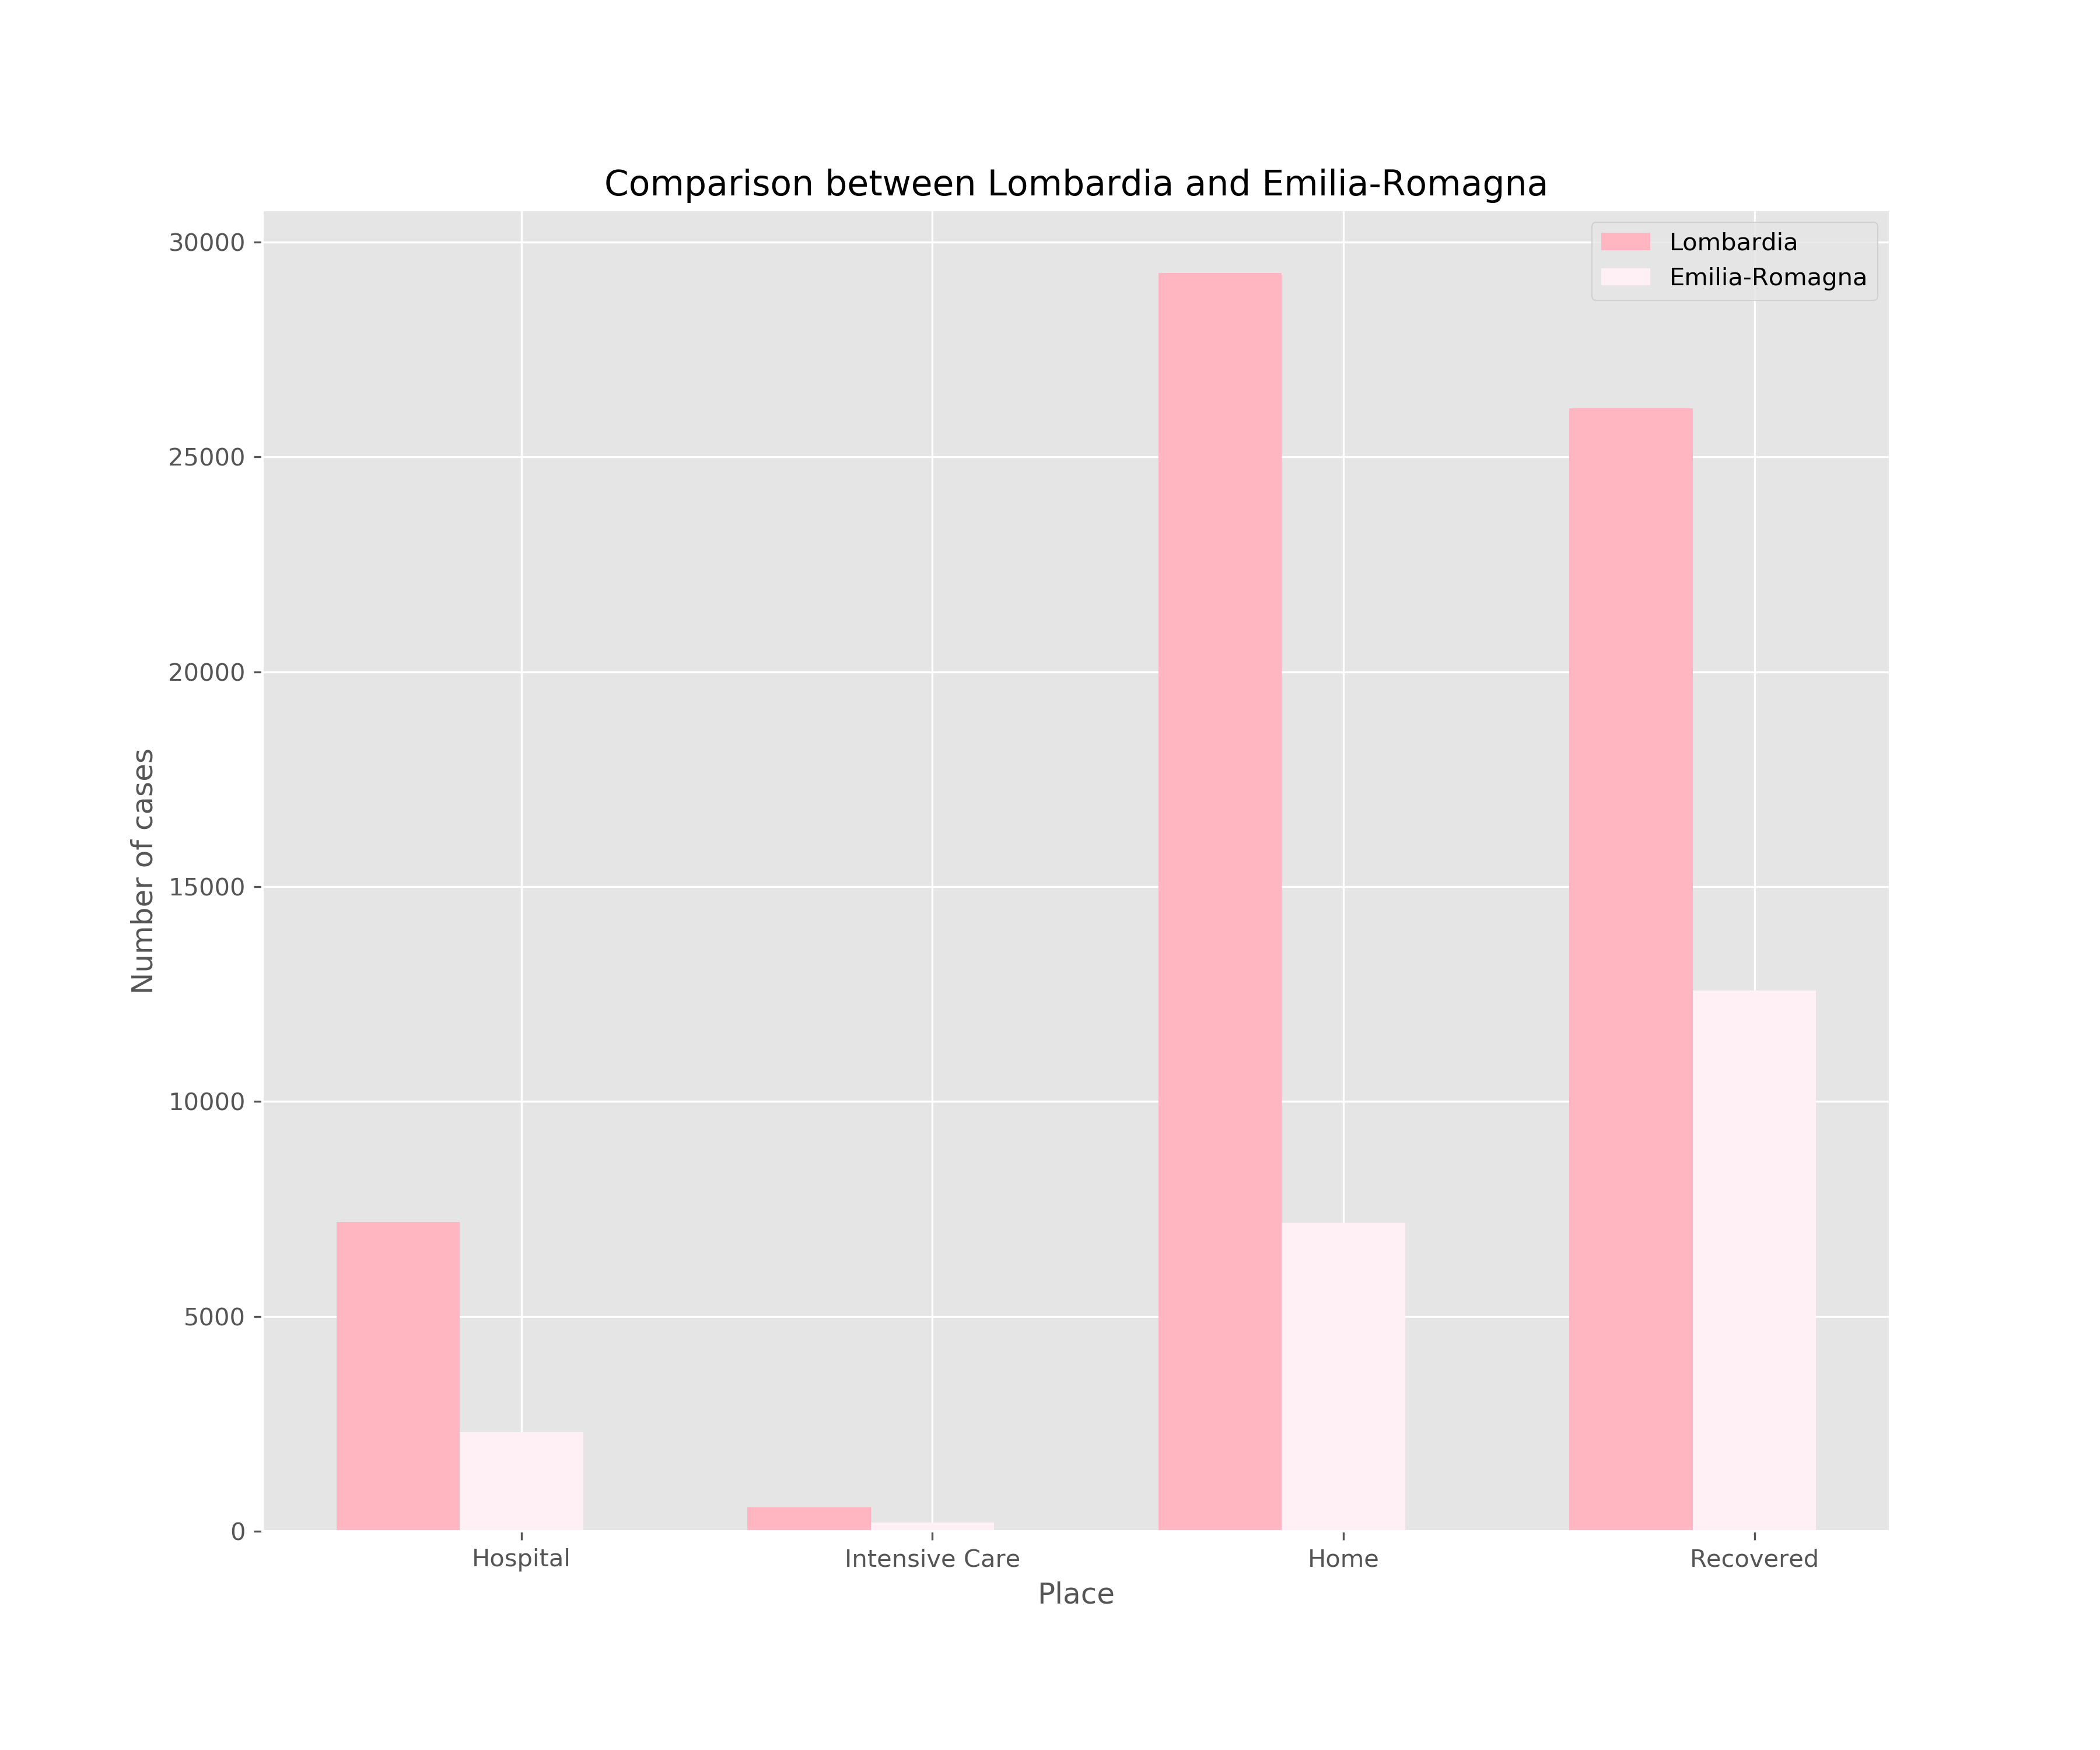 Comparison between Lombardia and Emilia-Romagna
Lombardia
Emilia-Romagna
30000
25000
20000
15000
10000
5000
0
Number of cases
Hospital
Intensive Care
Home
Recovered
Place